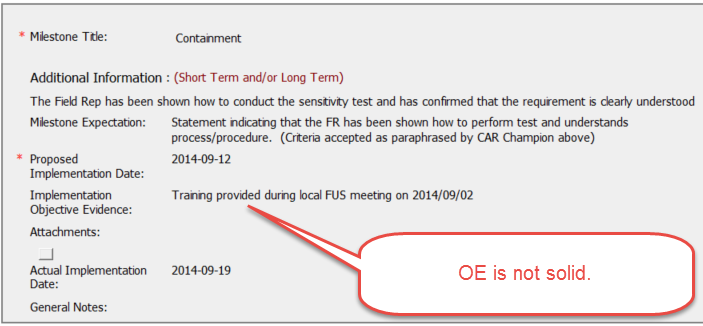 * Milestone Title: Containment
Additional Information : (Short Term and/or Long Term)
The Field Rep has been shown how to conduct the sensitivity test and has confirmed that the requirement is clearly understood
Milestone Expectation: Statement indicating that the FR has been shown how to perform test and understands
process/procedure. (Criteria accepted as paraphrased by CAR Champion above)
* Proposed 2014-09-12
Implementation Date:
Implementation Training provided during local FUS meeting on 2014/09/02
Objective Evidence:
Attachments:
Actual Implementation 2014-09-19
Date:
OE is not solid.
General Notes: